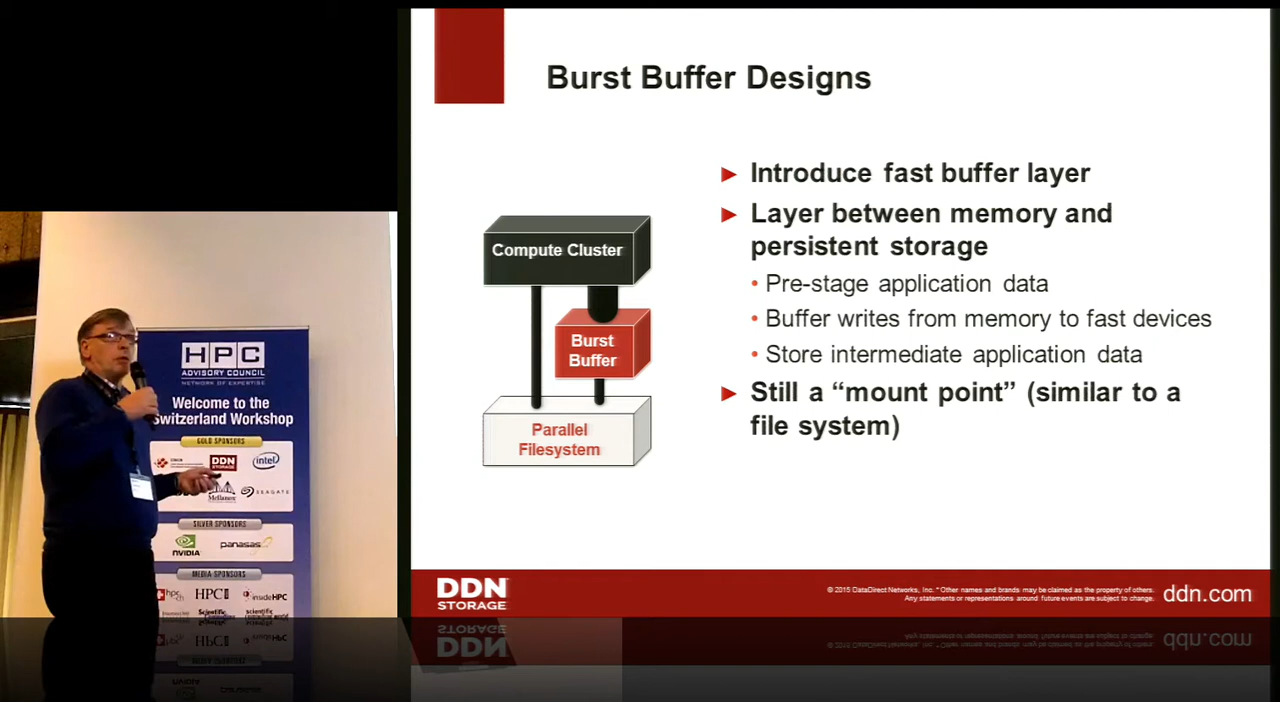 Burst Buffer Designs
► Introduce fast buffer layer
► Layer between memory and
persistent storage
• Pre-stage application data
• Buffer writes from memory to fast devices
• Store intermediate application data
► Still a “mount point” (similar to a
file system)
Compute Cluster
Burst
Buffer
Parallel
Filesystem
DDN
STORAGE
© 2015 DataDirect Networks, Inc. * Other names and brands may be claimed as the property of others.
Any statements or representations around future events are subject to change.
ddn.com
HPC
ADVISORY COUNCIL
NETWORK OF EXPERTISE
Welcome to the
Switzerland Workshop
GOLD SPONSORS
DDN
STORAGE
intel
Mellanox
SEAGATE
SILVER SPONSORS
NVIDIA
panasas
MEDIA SPONSORS
hpc
HPC
insideHPC